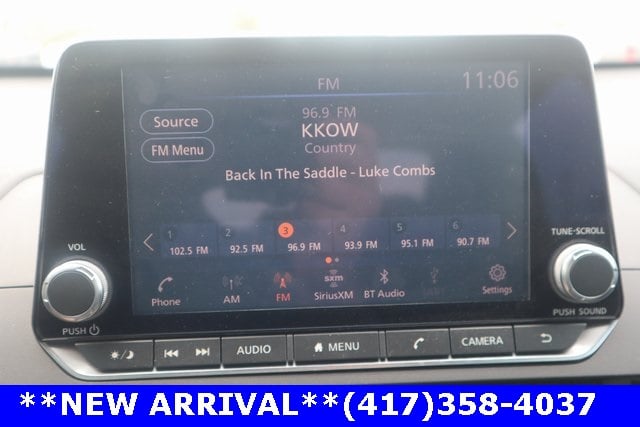 FM
11:06
Source
96.9 FM
KKOW
FM Menu
Country
Back In The Saddle - Luke Combs
1 2 3 4 5 6
102.5 FM 92.5 FM 96.9 FM 93.9 FM 95.1 FM 90.7 FM
VOL
TUNE-SCROLL
sxm
Phone AM FM SiriusXM BT Audio USB Settings
PUSH
PUSH SOUND
AUDIO MENU CAMERA
**NEW ARRIVAL**(417)358-4037